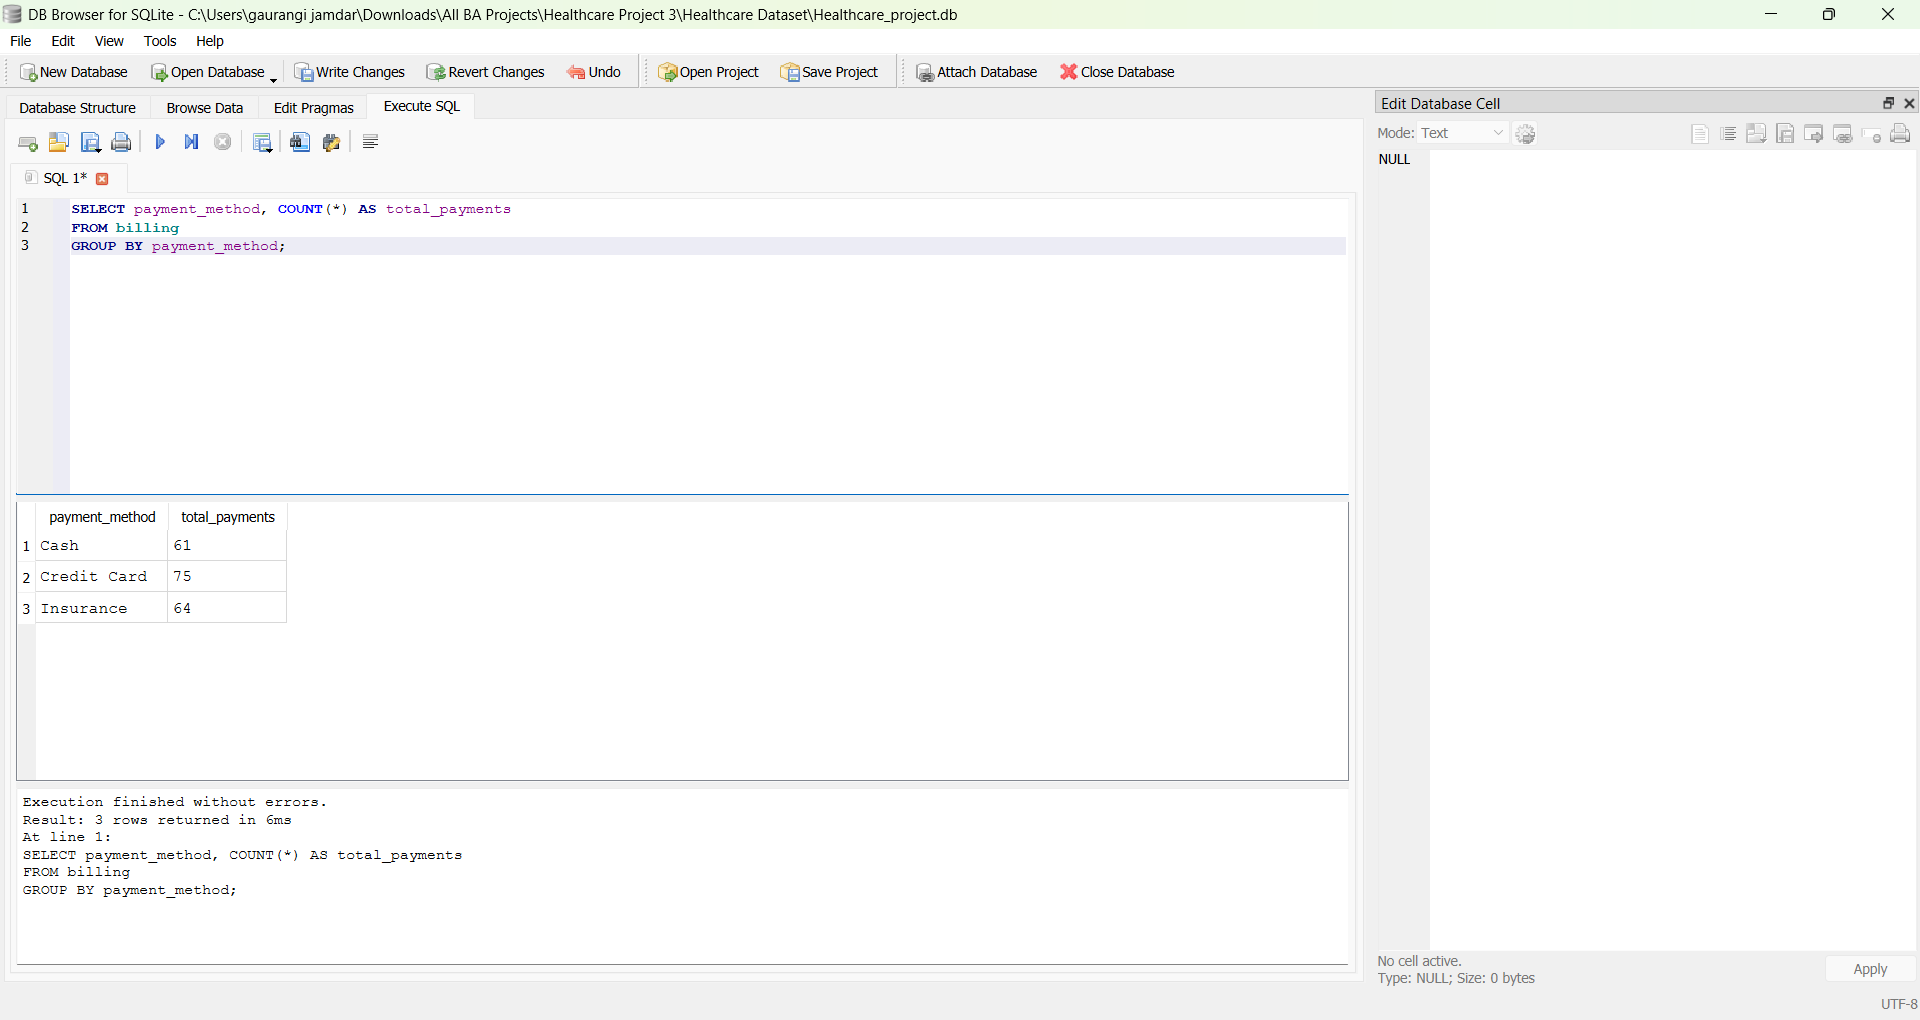 DB Browser for SQLite - C:\Users\gaurangi jamdar\Downloads\All BA Projects\Healthcare Project 3\Healthcare Dataset\Healthcare_project.db
File Edit View Tools Help
New Database Open Database Write Changes Revert Changes Undo Open Project Save Project Attach Database Close Database
Database Structure Browse Data Edit Pragmas Execute SQL
SQL 1*
1 SELECT payment_method, COUNT(*) AS total_payments
2 FROM billing
3 GROUP BY payment_method;
payment_method total_payments
1 Cash 61
2 Credit Card 75
3 Insurance 64
Execution finished without errors.
Result: 3 rows returned in 6ms
At line 1:
SELECT payment_method, COUNT(*) AS total_payments
FROM billing
GROUP BY payment_method;
Edit Database Cell
Mode: Text
NULL
No cell active.
Type: NULL; Size: 0 bytes
Apply
UTF-8